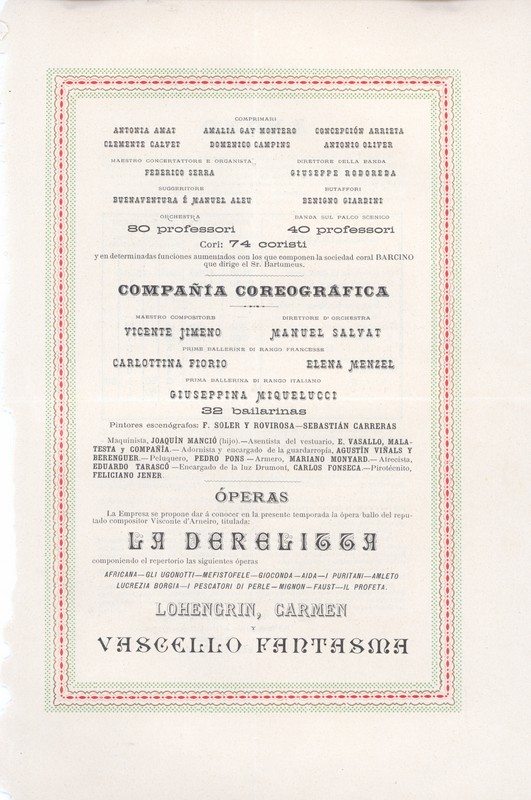 COMPRIMARI
ANTONIA AMAT AMALIA GAY MONTERO CONCEPCIÓN ARRIETA
CLEMENTE CALVET DOMENICO CAMPINS ANTONIO OLIVER
MAESTRO CONCERTATTORE E ORGANISTA DIRETTORE DELLA BANDA
FEDERICO SERRA GIUSEPPE RODOREDA
SUGGERITORE BUTAFFORI
BUENAVENTURA É MANUEL ALEU BENIGNO GIARDINI
ORCHESTRA BANDA SUL PALCO SCENICO
80 professori 40 professori
Cori: 74 coristi
y en determinadas funciones aumentados con los que componen la sociedad coral BARCINO
que dirige el Sr. Bartumeus.
COMPAÑÍA COREOGRÁFICA
MAESTRO COMPOSITORE DIRETTORE D' ORCHESTRA
VICENTE JIMENO MANUEL SALVAT
PRIME BALLERINE DI RANGO FRANCESSE
CARLOTTINA FIORIO ELENA MENZEL
PRIMA BALLERINA DI RANGO ITALIANO
GIUSEPPINA MIQUELUCCI
32 bailarinas
Pintores escenógrafos: F. SOLER Y ROVIROSA—SEBASTIÁN CARRERAS
Maquinista, JOAQUÍN MANCIÓ (hijo).—Asentista del vestuario, E. VASALLO, MALA-
TESTA y COMPAÑÍA.—Adornista y encargado de la guardarropía, AGUSTÍN VIÑALS Y
BERENGUER.—Peluquero, PEDRO PONS—Armero, MARIANO MONYARD.—Atrecista,
EDUARDO TARASCÓ—Encargado de la luz Drumont, CARLOS FONSECA.—Pirotécnico,
FELICIANO JENER.
ÓPERAS
La Empresa se propone dar á conocer en la presente temporada la ópera ballo del repu-
tado compositor Visconte d'Arneiro, titulada:
LA DERELITTA
componiendo el repertorio las siguientes óperas
AFRICANA—GLI UGONOTTI—MEFISTOFELE—GIOCONDA—AIDA—I PURITANI—AMLETO
LUCREZIA BORGIA—I PESCATORI DI PERLE—MIGNON—FAUST—IL PROFETA.
LOHENGRIN, CARMEN
Y
VASCELLO FANTASMA